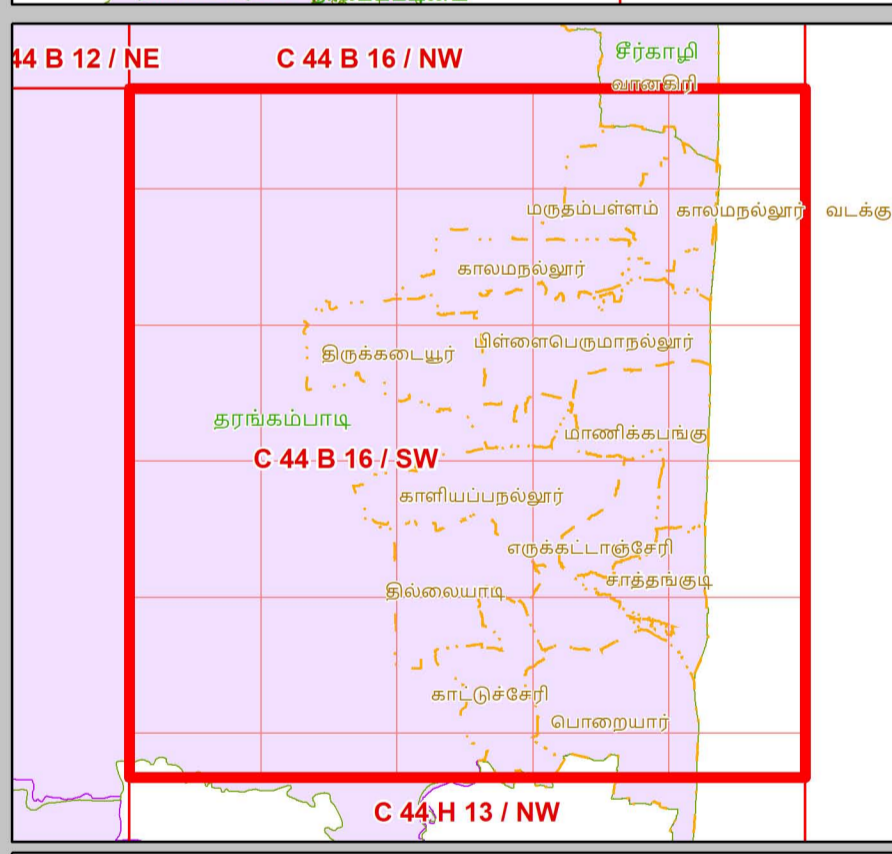 44 B 12 / NE
C 44 B 16 / NW
சீர்காழி
வானகிரி
மருதம்பள்ளம்
காலமநல்லூர் வடக்கு
காலமநல்லூர்
பிள்ளைபெருமாநல்லூர்
திருக்கடையூர்
தரங்கம்பாடி
மாணிக்கபங்கு
C 44 B 16 / SW
காளியப்பநல்லூர்
எருக்கட்டாஞ்சேரி
சாத்தங்குடி
தில்லையாடி
காட்டுச்சேரி
பொறையார்
C 44 H 13 / NW